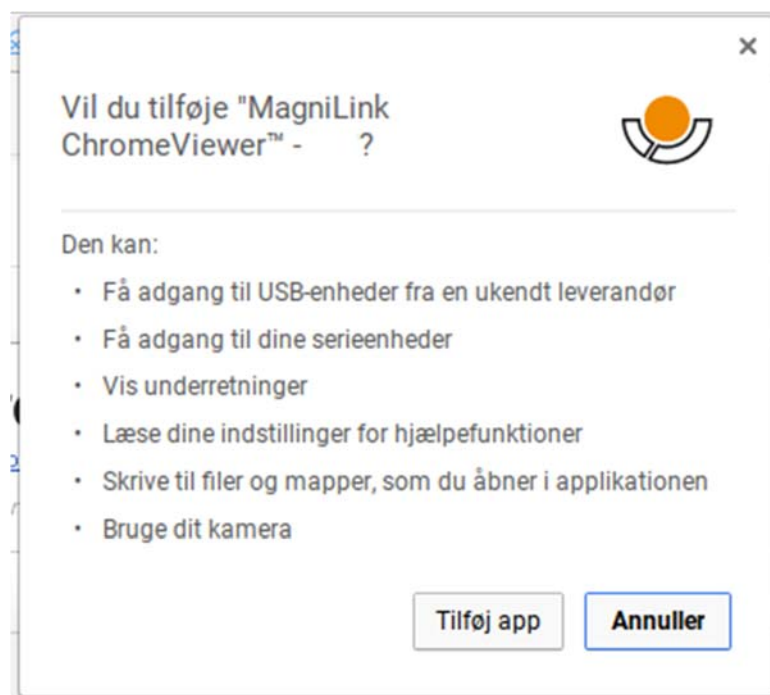 Vil du tilføje "MagniLink
ChromeViewer™ - ?
Den kan:
• Få adgang til USB-enheder fra en ukendt leverandør
• Få adgang til dine serieenheder
• Vis underretninger
• Læse dine indstillinger for hjælpefunktioner
• Skrive til filer og mapper, som du åbner i applikationen
• Bruge dit kamera
Tilføj app Annuller